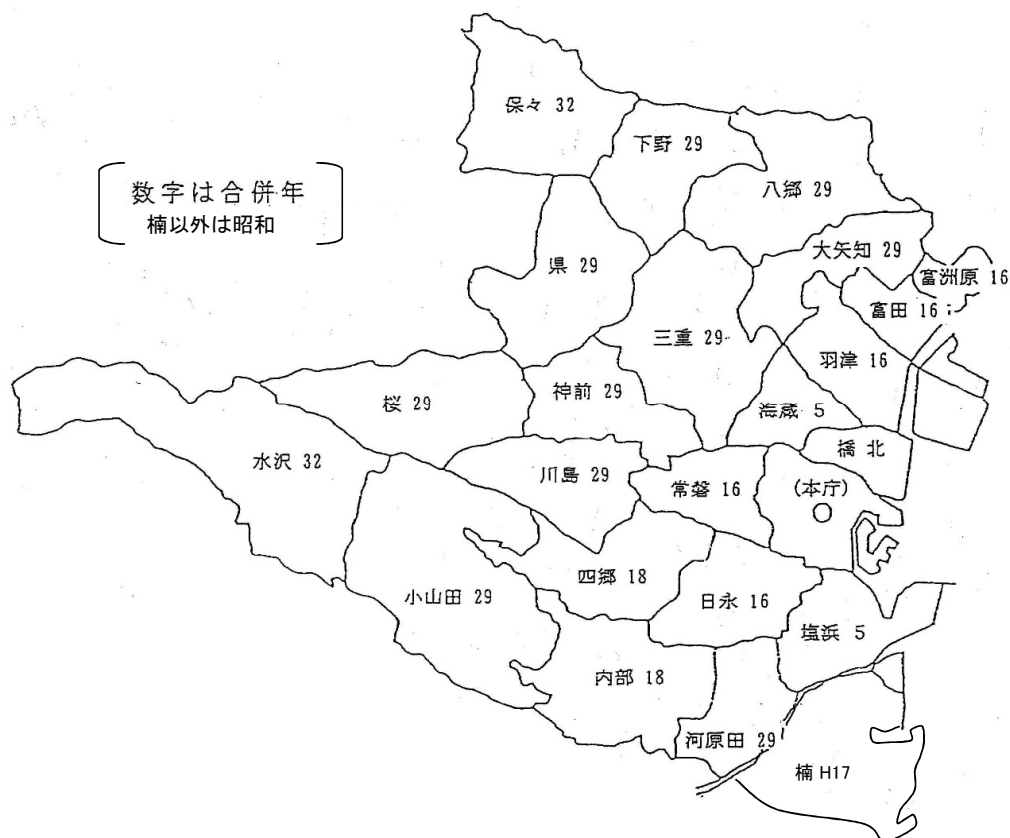 保々 32
下野 29
数字は合併年
楠以外は昭和
八郷 29
大矢知 29
県 29
富洲原 16
富田 16
三重 29
羽津 16
桜 29
神前 29
海蔵 5
橋北
水沢 32
川島 29
常磐 16
(本庁)
四郷 18
小山田 29
日永 16
塩浜 5
内部 18
河原田 29
楠 H17